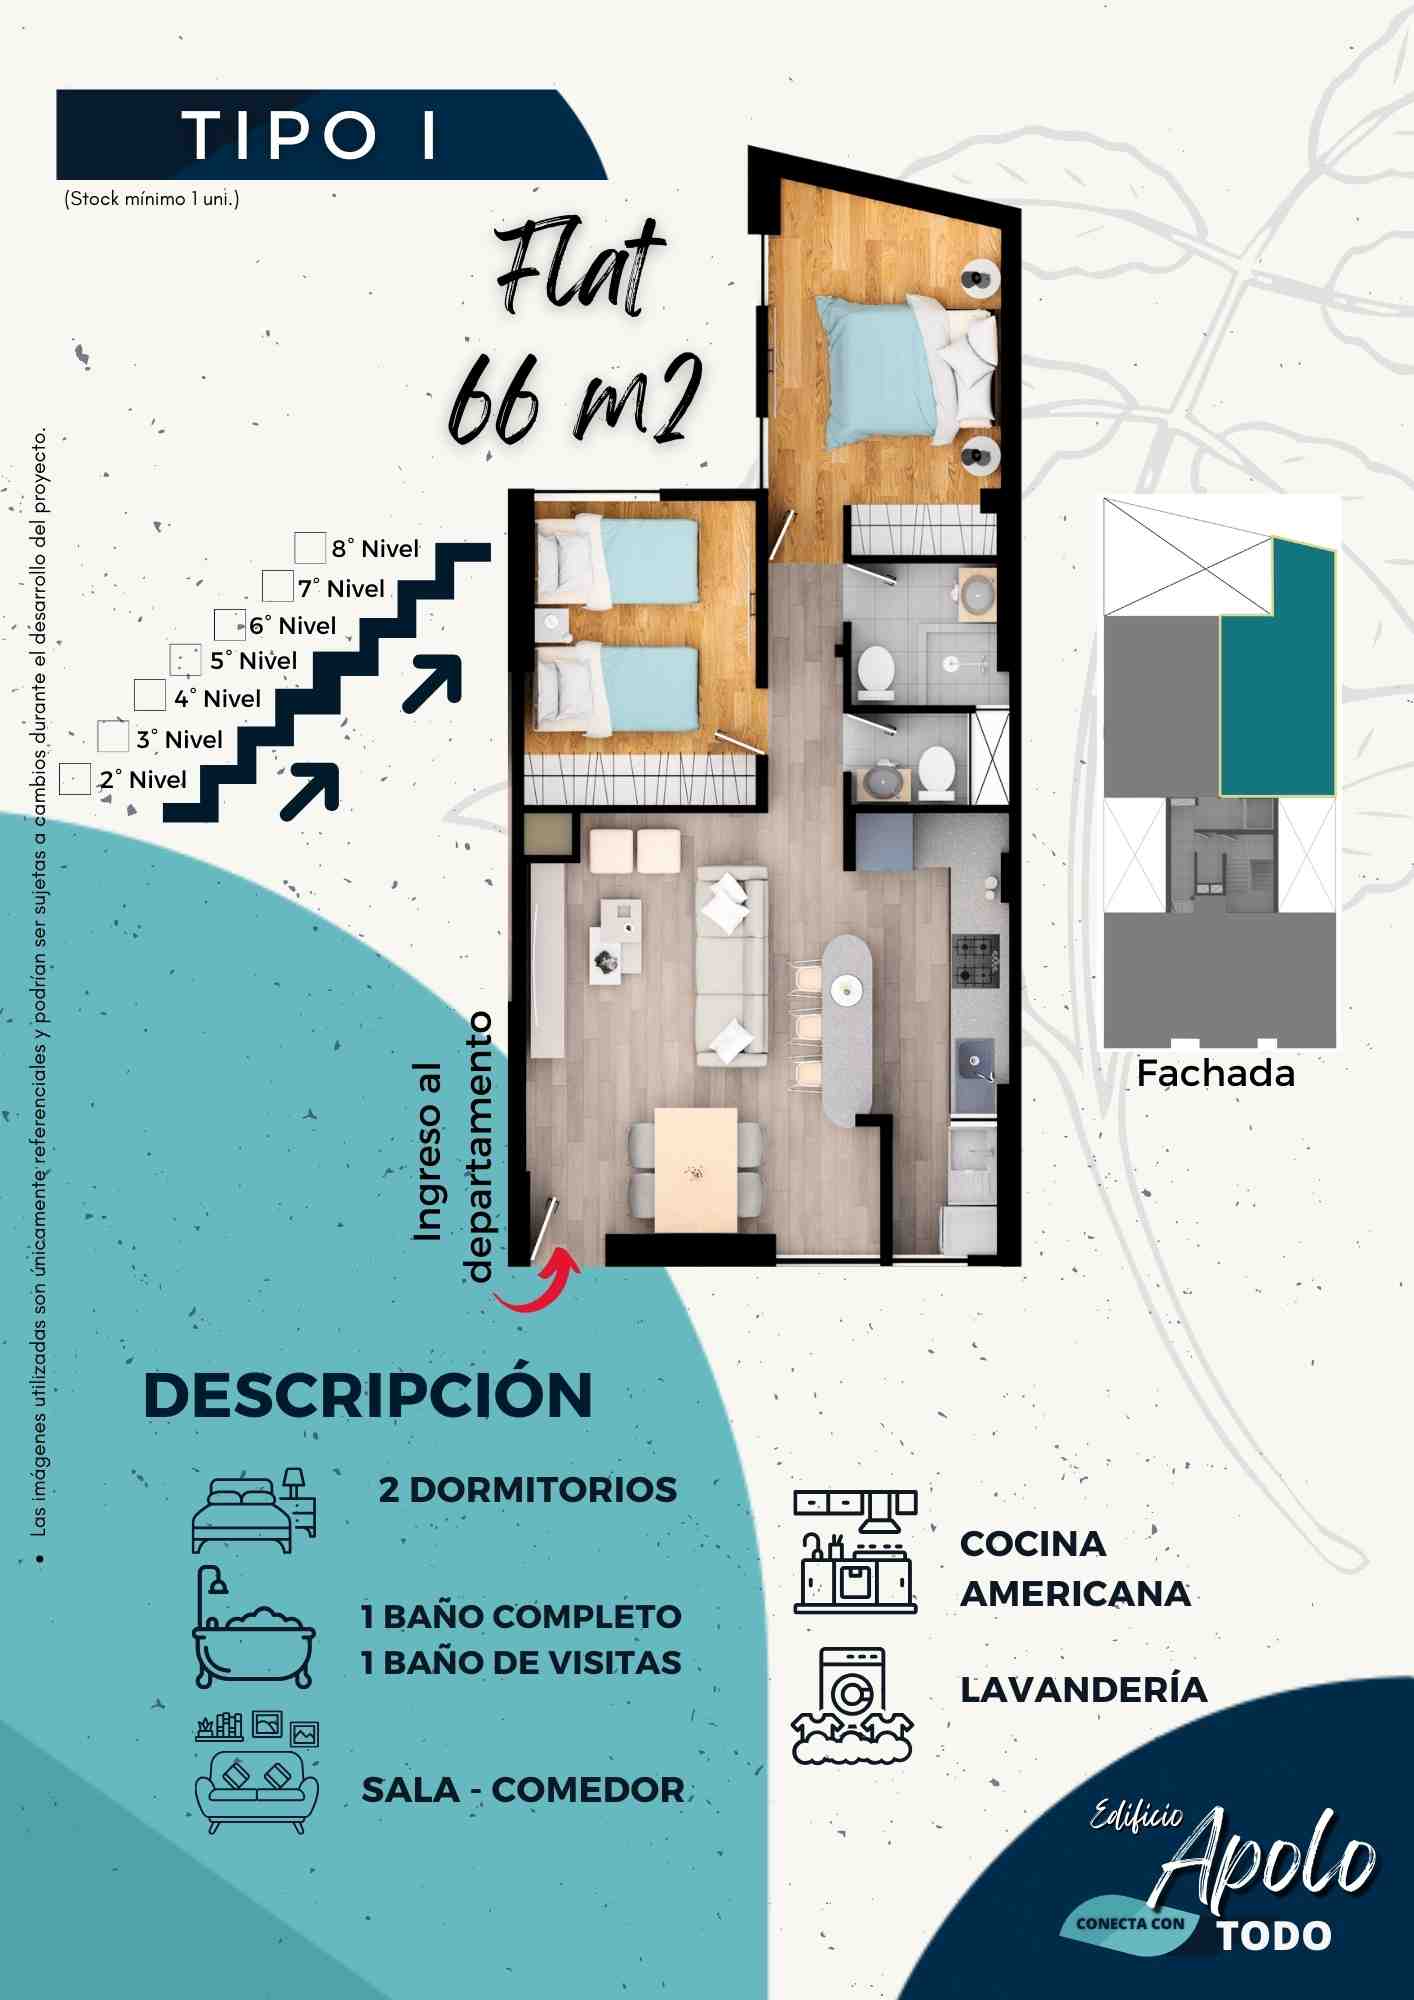 TIPO I
(Stock mínimo 1 uni.)
Flat
66 m2
8° Nivel
7° Nivel
6° Nivel
5° Nivel
4° Nivel
3° Nivel
2° Nivel
Las imágenes utilizadas son únicamente referenciales y podrían ser sujetas a cambios durante el desarrollo del proyecto.
Ingreso al
departamento
Fachada
DESCRIPCIÓN
2 DORMITORIOS
1 BAÑO COMPLETO
1 BAÑO DE VISITAS
SALA - COMEDOR
COCINA
AMERICANA
LAVANDERÍA
Edificio
Apolo
CONECTA CON
TODO